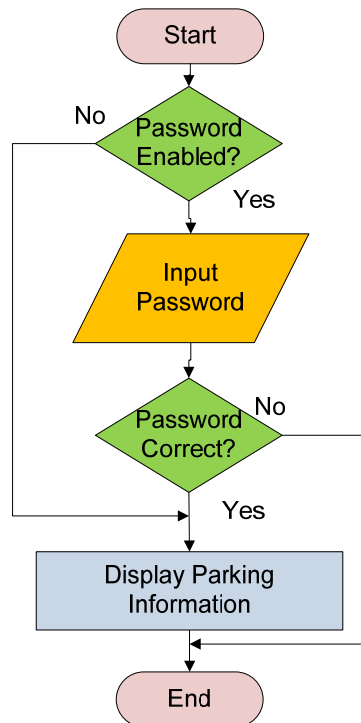 Start
No
Password
Enabled?
Yes
Input
Password
Password
Correct?
No
Yes
Display Parking
Information
End